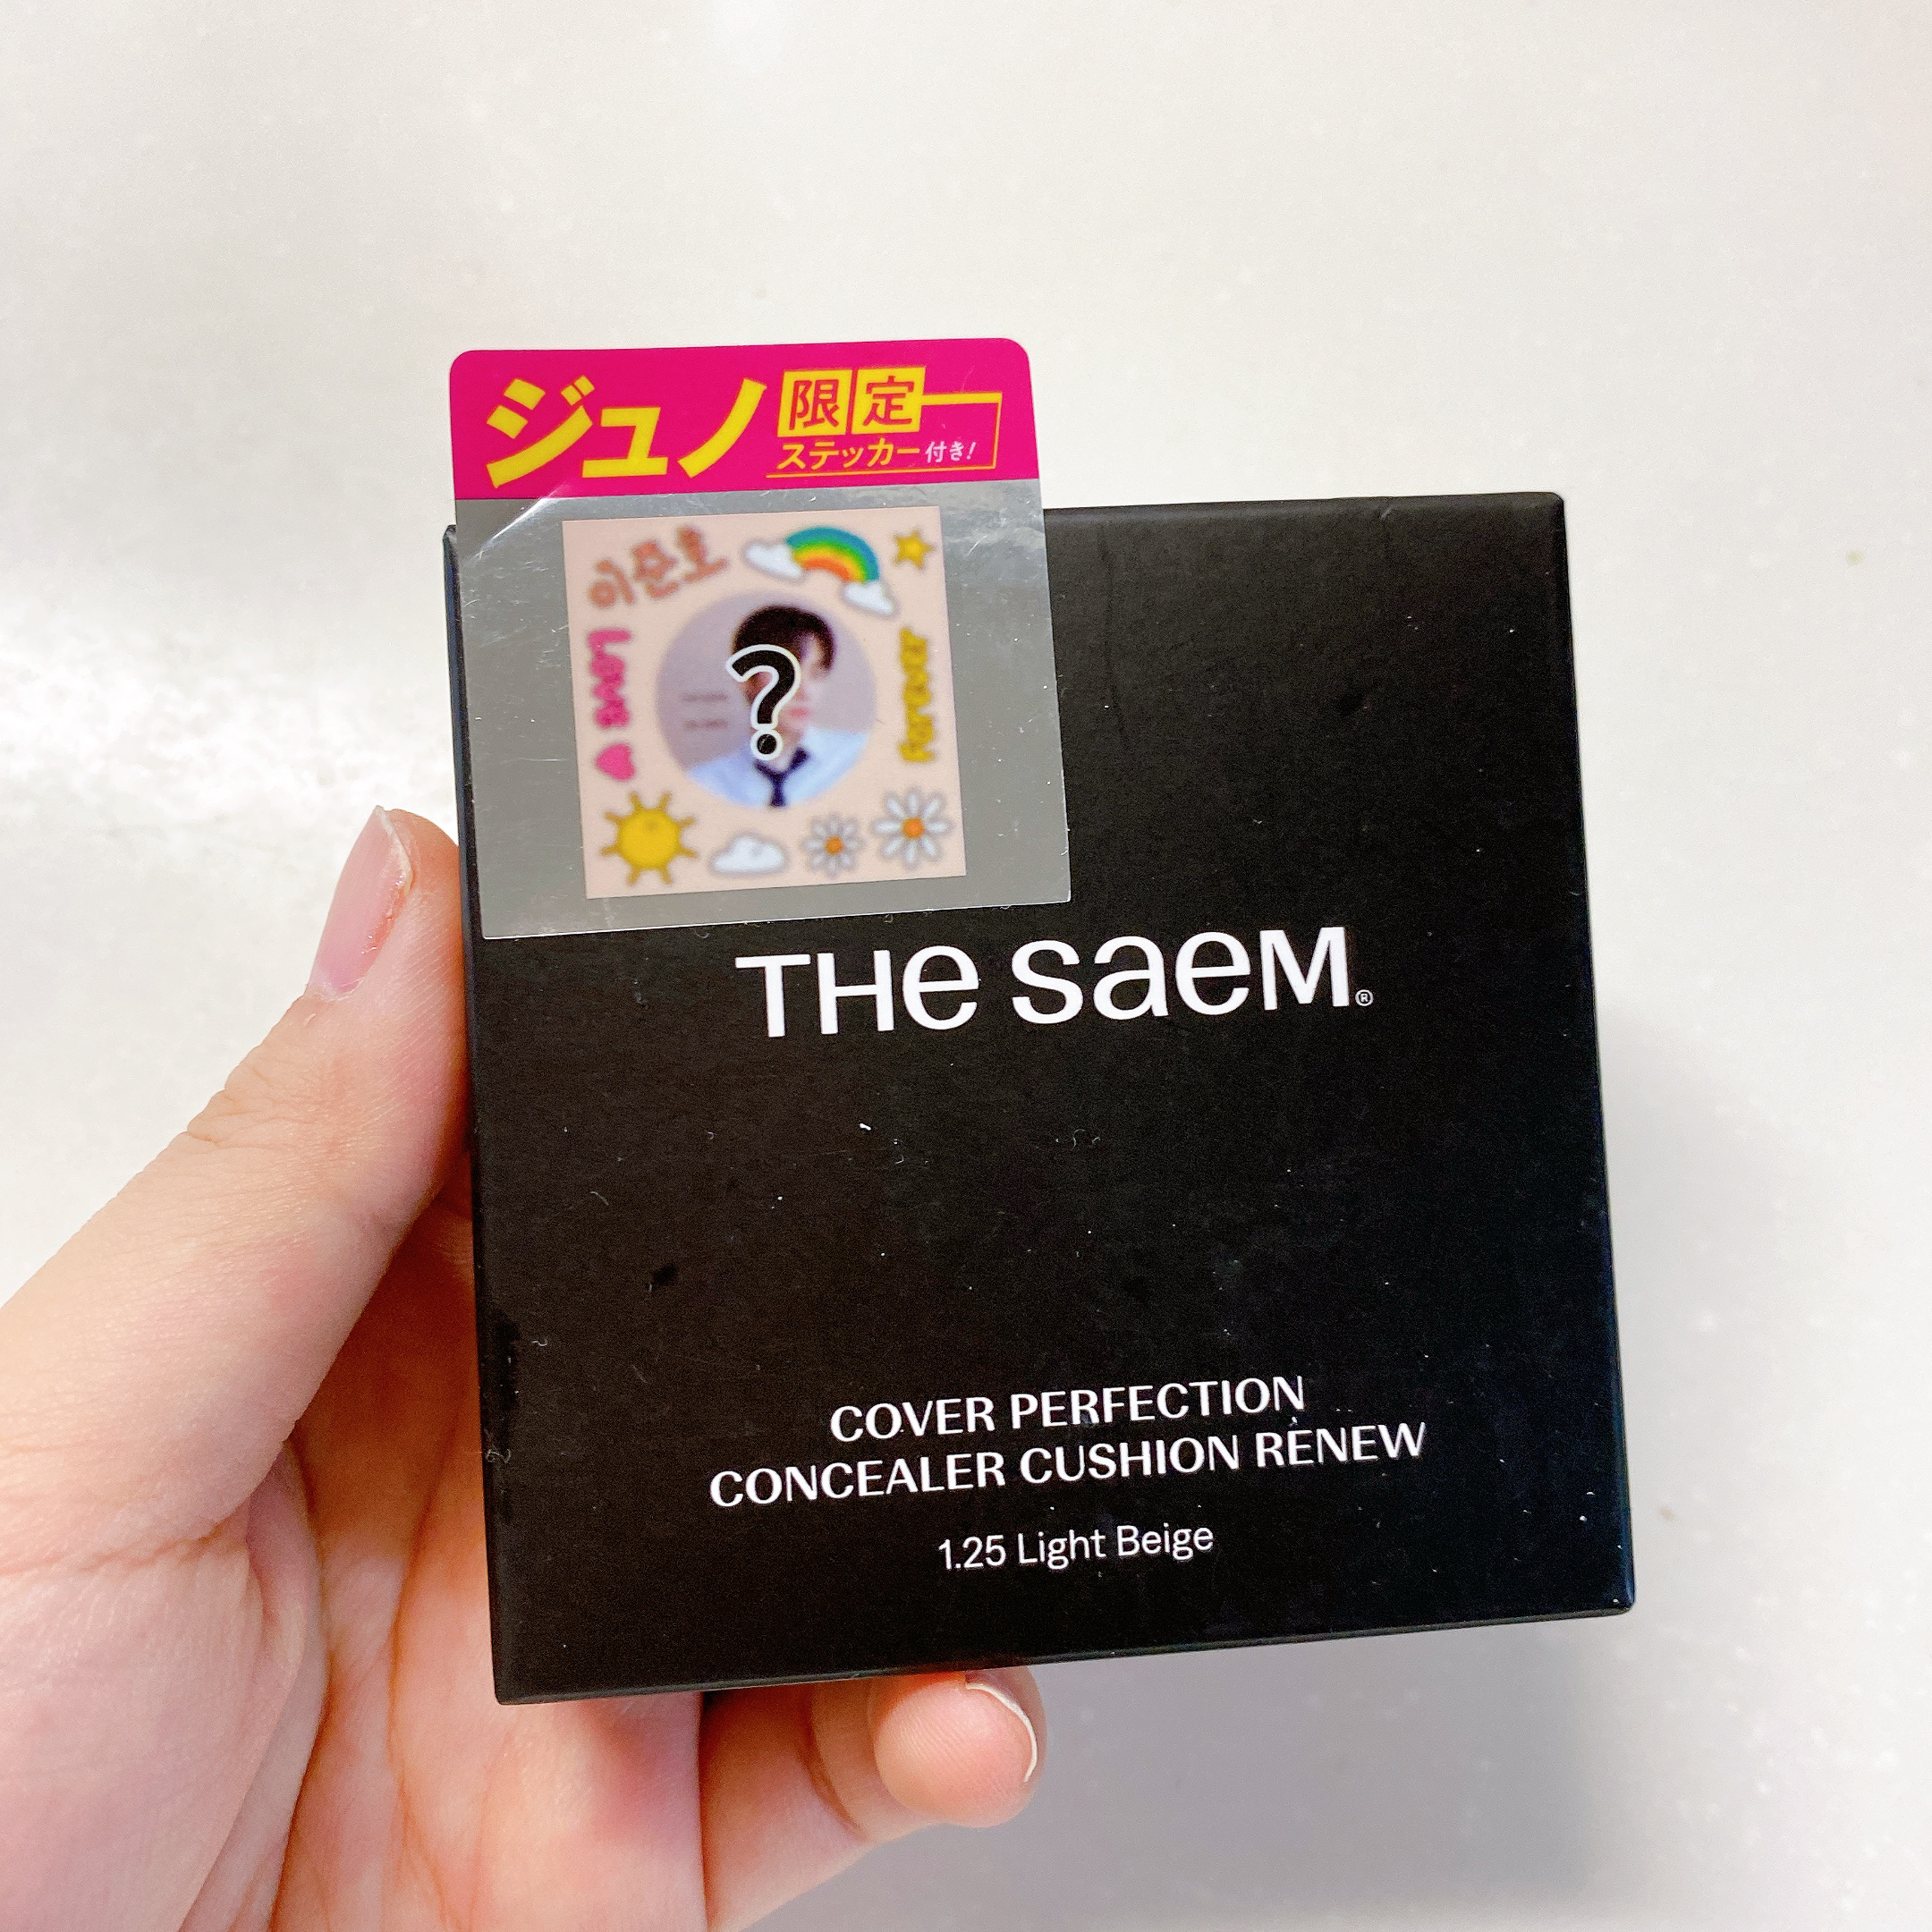 ジュノ 限定
ステッカー付き!
이준호
Love
forever
?
THE SAEM®
COVER PERFECTION
CONCEALER CUSHION RENEW
1.25 Light Beige